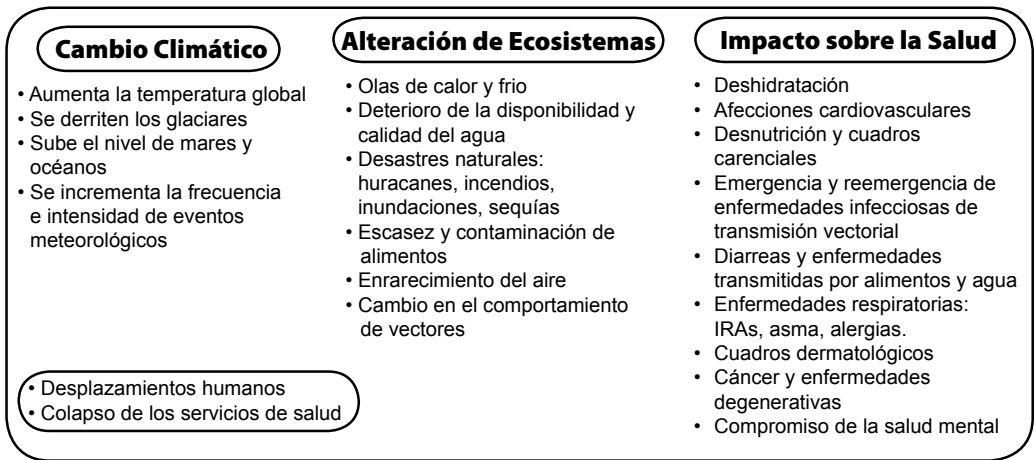 Cambio Climático
• Aumenta la temperatura global
• Se derriten los glaciares
• Sube el nivel de mares y
océanos
• Se incrementa la frecuencia
e intensidad de eventos
meteorológicos
• Desplazamientos humanos
• Colapso de los servicios de salud
Alteración de Ecosistemas
• Olas de calor y frio
• Deterioro de la disponibilidad y
calidad del agua
• Desastres naturales:
huracanes, incendios,
inundaciones, sequías
• Escasez y contaminación de
alimentos
• Enrarecimiento del aire
• Cambio en el comportamiento
de vectores
Impacto sobre la Salud
• Deshidratación
• Afecciones cardiovasculares
• Desnutrición y cuadros
carenciales
• Emergencia y reemergencia de
enfermedades infecciosas de
transmisión vectorial
• Diarreas y enfermedades
transmitidas por alimentos y agua
• Enfermedades respiratorias:
IRAs, asma, alergias.
• Cuadros dermatológicos
• Cáncer y enfermedades
degenerativas
• Compromiso de la salud mental